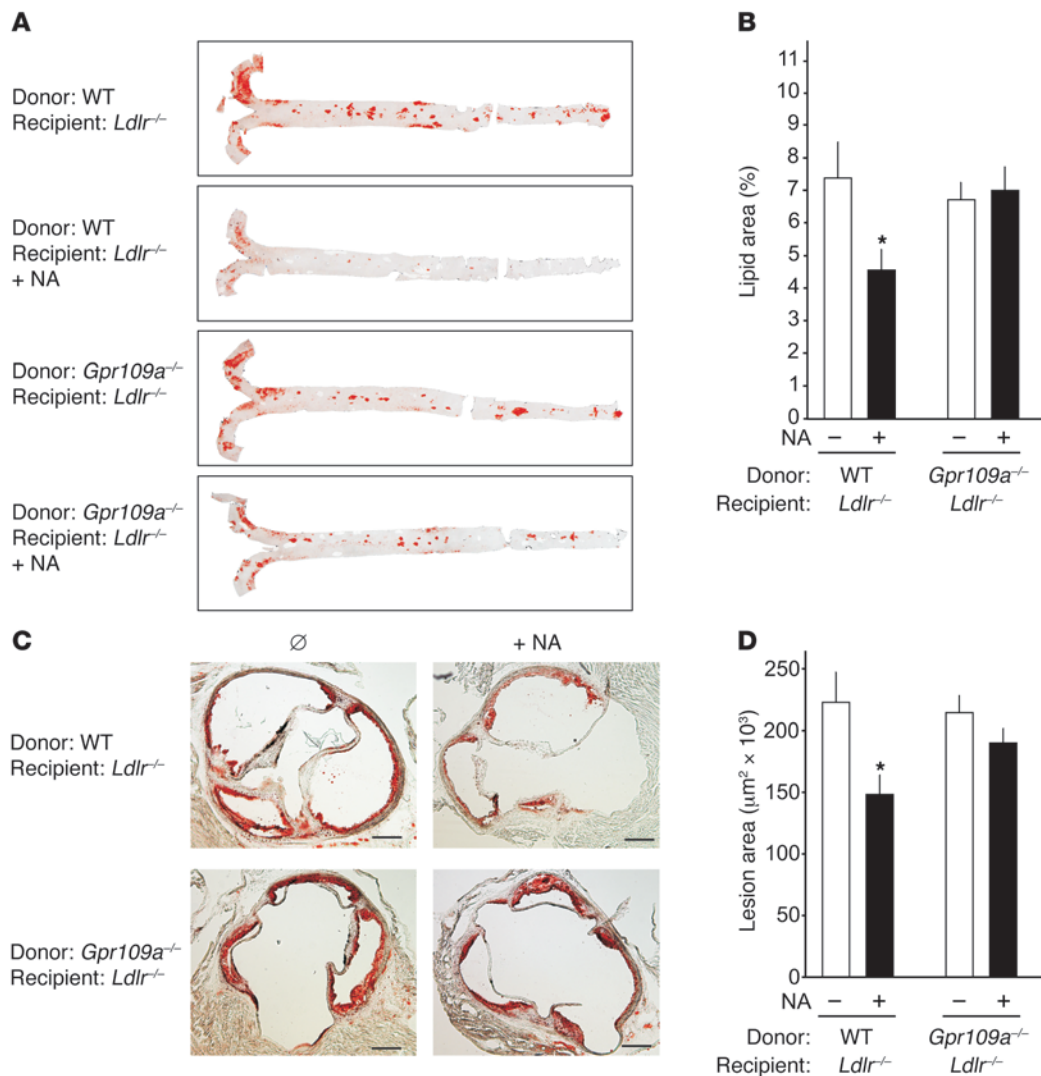 A
Donor: WT
Recipient: Ldlr–/–
Donor: WT
Recipient: Ldlr–/–
+ NA
Donor: Gpr109a–/–
Recipient: Ldlr–/–
Donor: Gpr109a–/–
Recipient: Ldlr–/–
+ NA
B
Lipid area (%)
11
10
9
8
7
6
5
4
3
2
1
0
*
NA – + – +
Donor: WT Gpr109a–/–
Recipient: Ldlr–/– Ldlr–/–
C
Ø + NA
Donor: WT
Recipient: Ldlr–/–
Donor: Gpr109a–/–
Recipient: Ldlr–/–
D
Lesion area (μm² × 10³)
250
200
150
100
50
0
*
NA – + – +
Donor: WT Gpr109a–/–
Recipient: Ldlr–/– Ldlr–/–